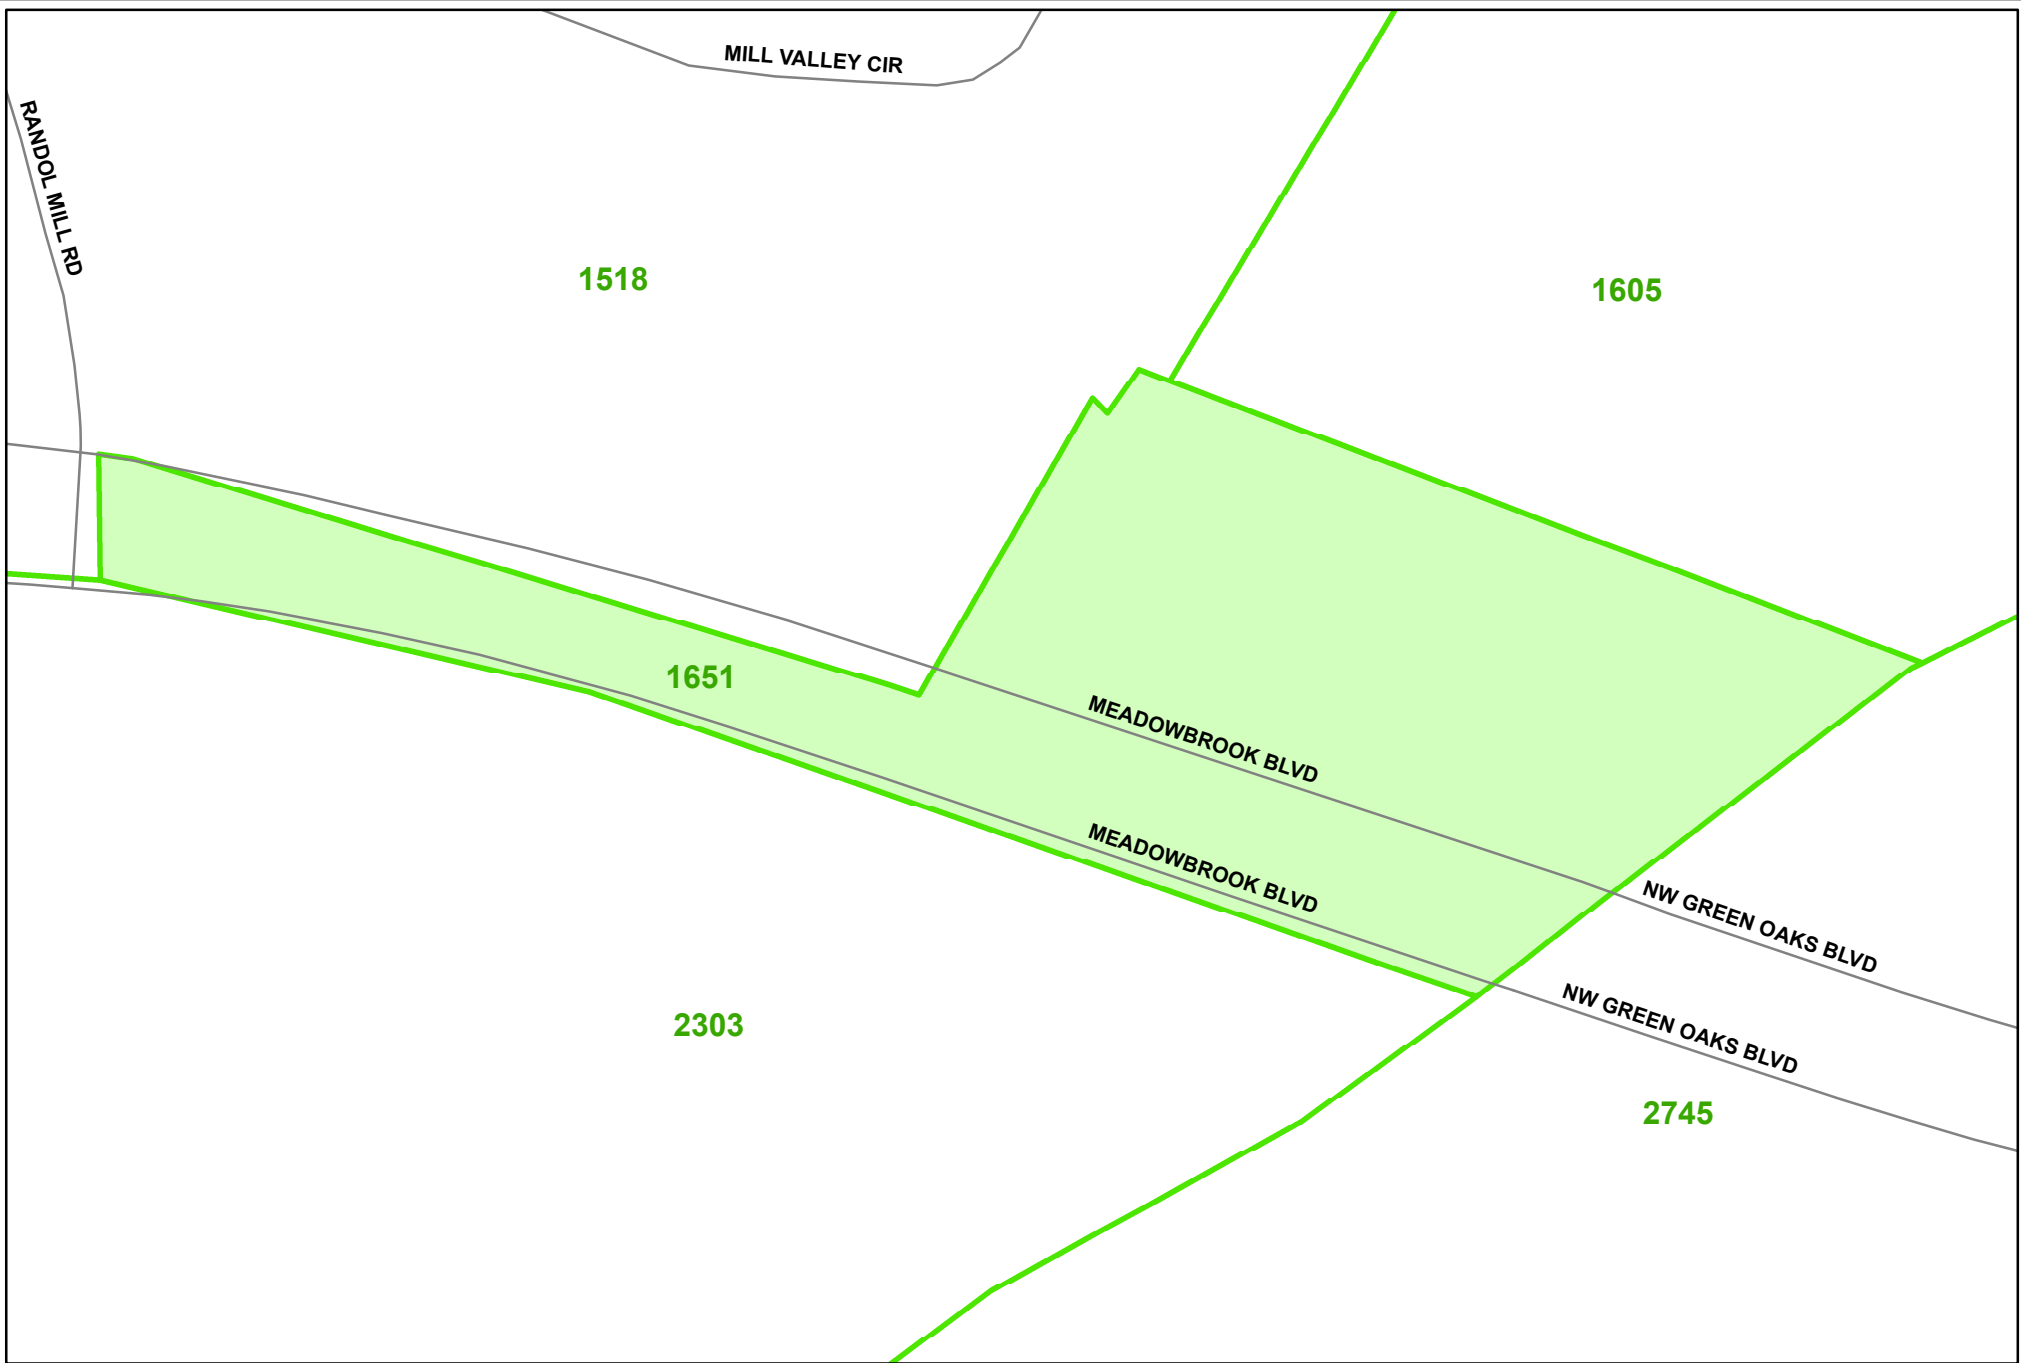 MILL VALLEY CIR
RANDOL MILL RD
1518
1605
1651
MEADOWBROOK BLVD
MEADOWBROOK BLVD
NW GREEN OAKS BLVD
NW GREEN OAKS BLVD
2303
2745